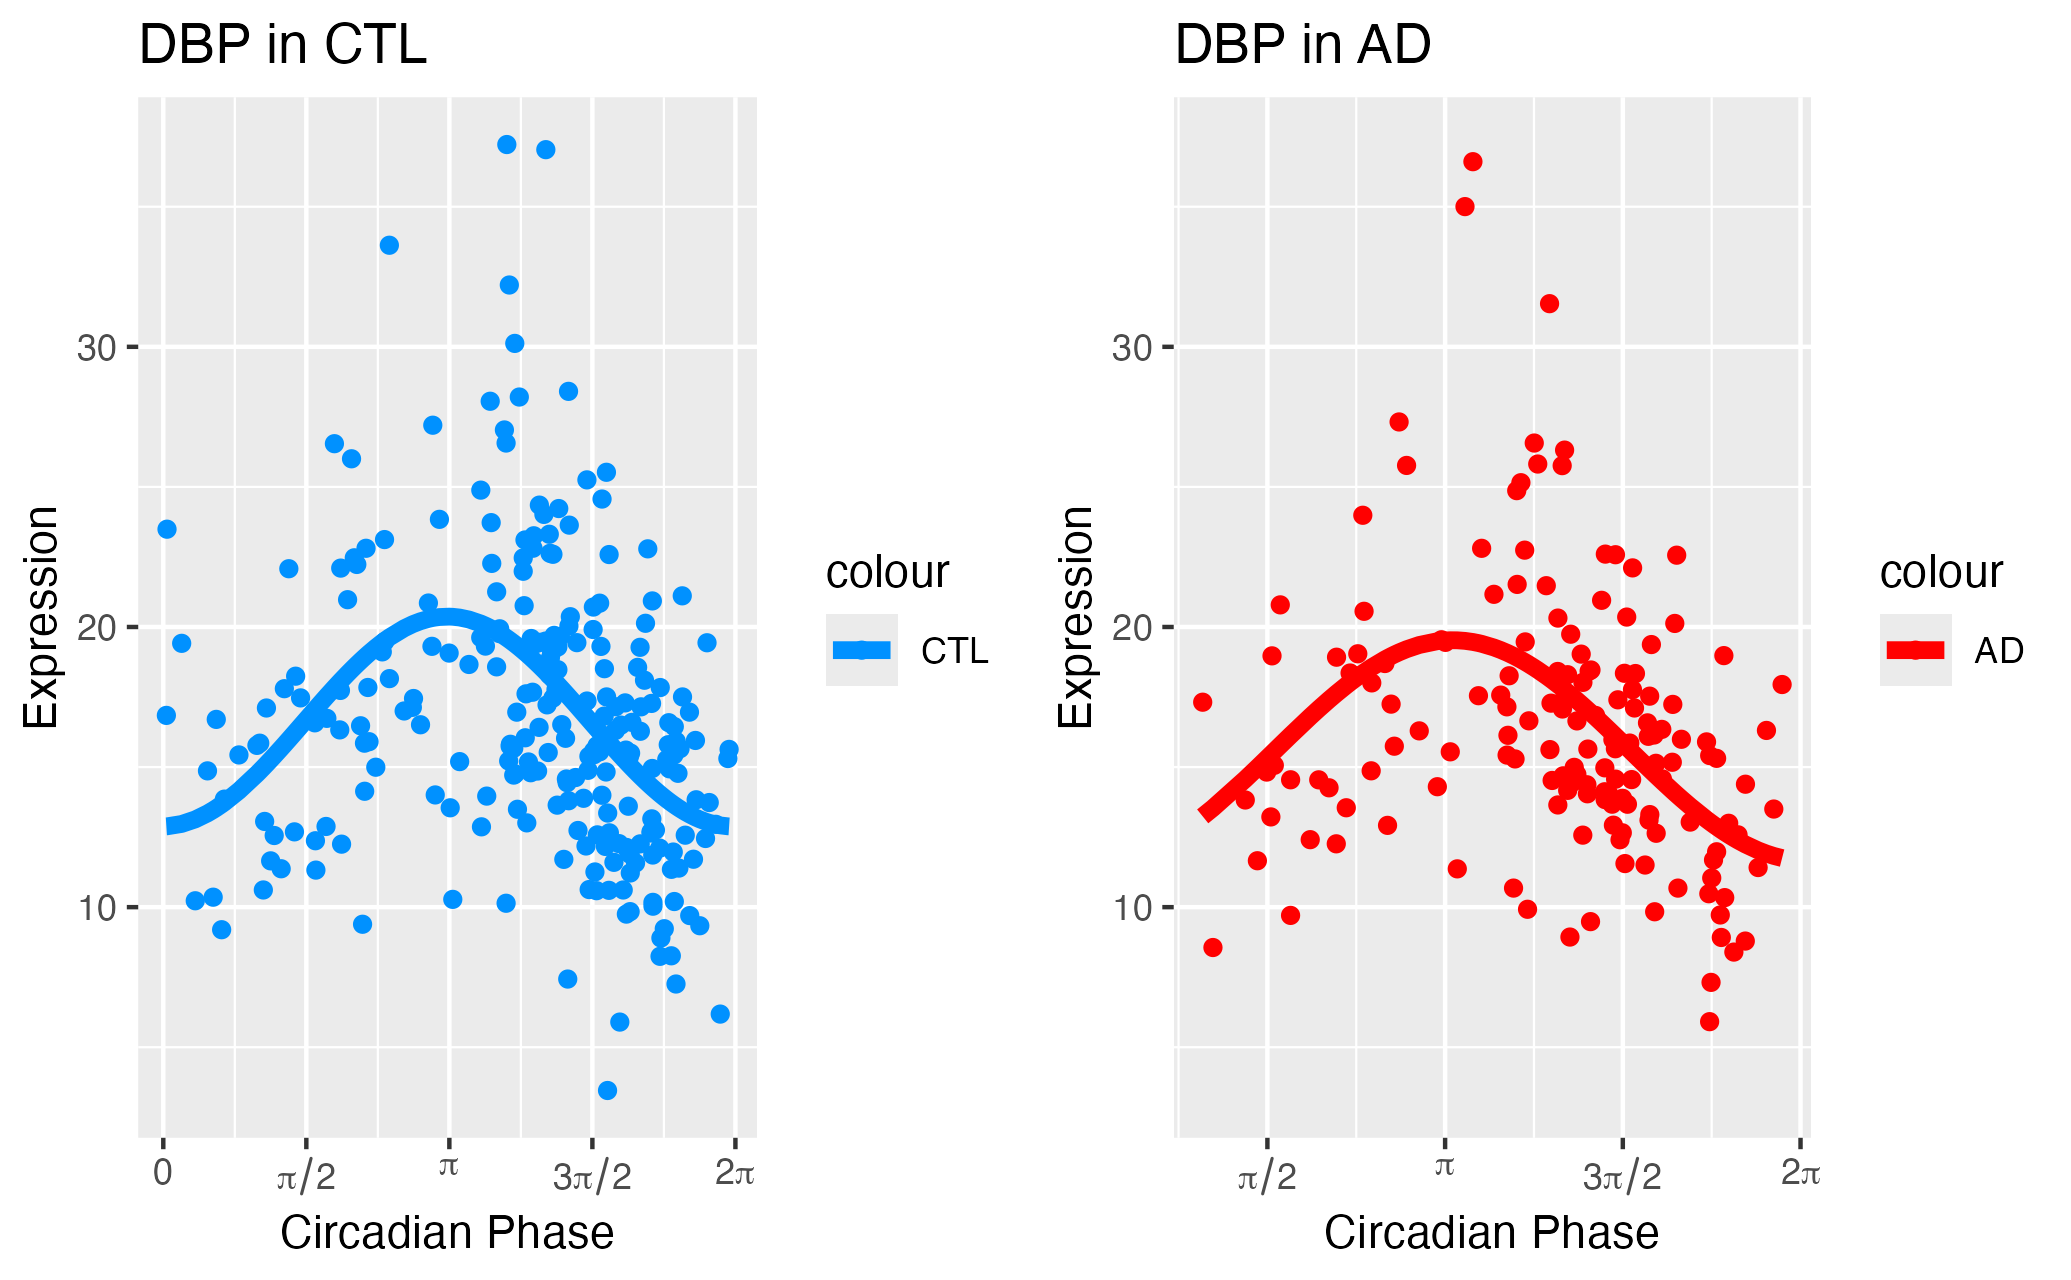 DBP in CTL
Expression
30
20
10
0
π/2
π
3π/2
2π
Circadian Phase
colour
CTL
DBP in AD
Expression
30
20
10
π/2
π
3π/2
2π
Circadian Phase
colour
AD